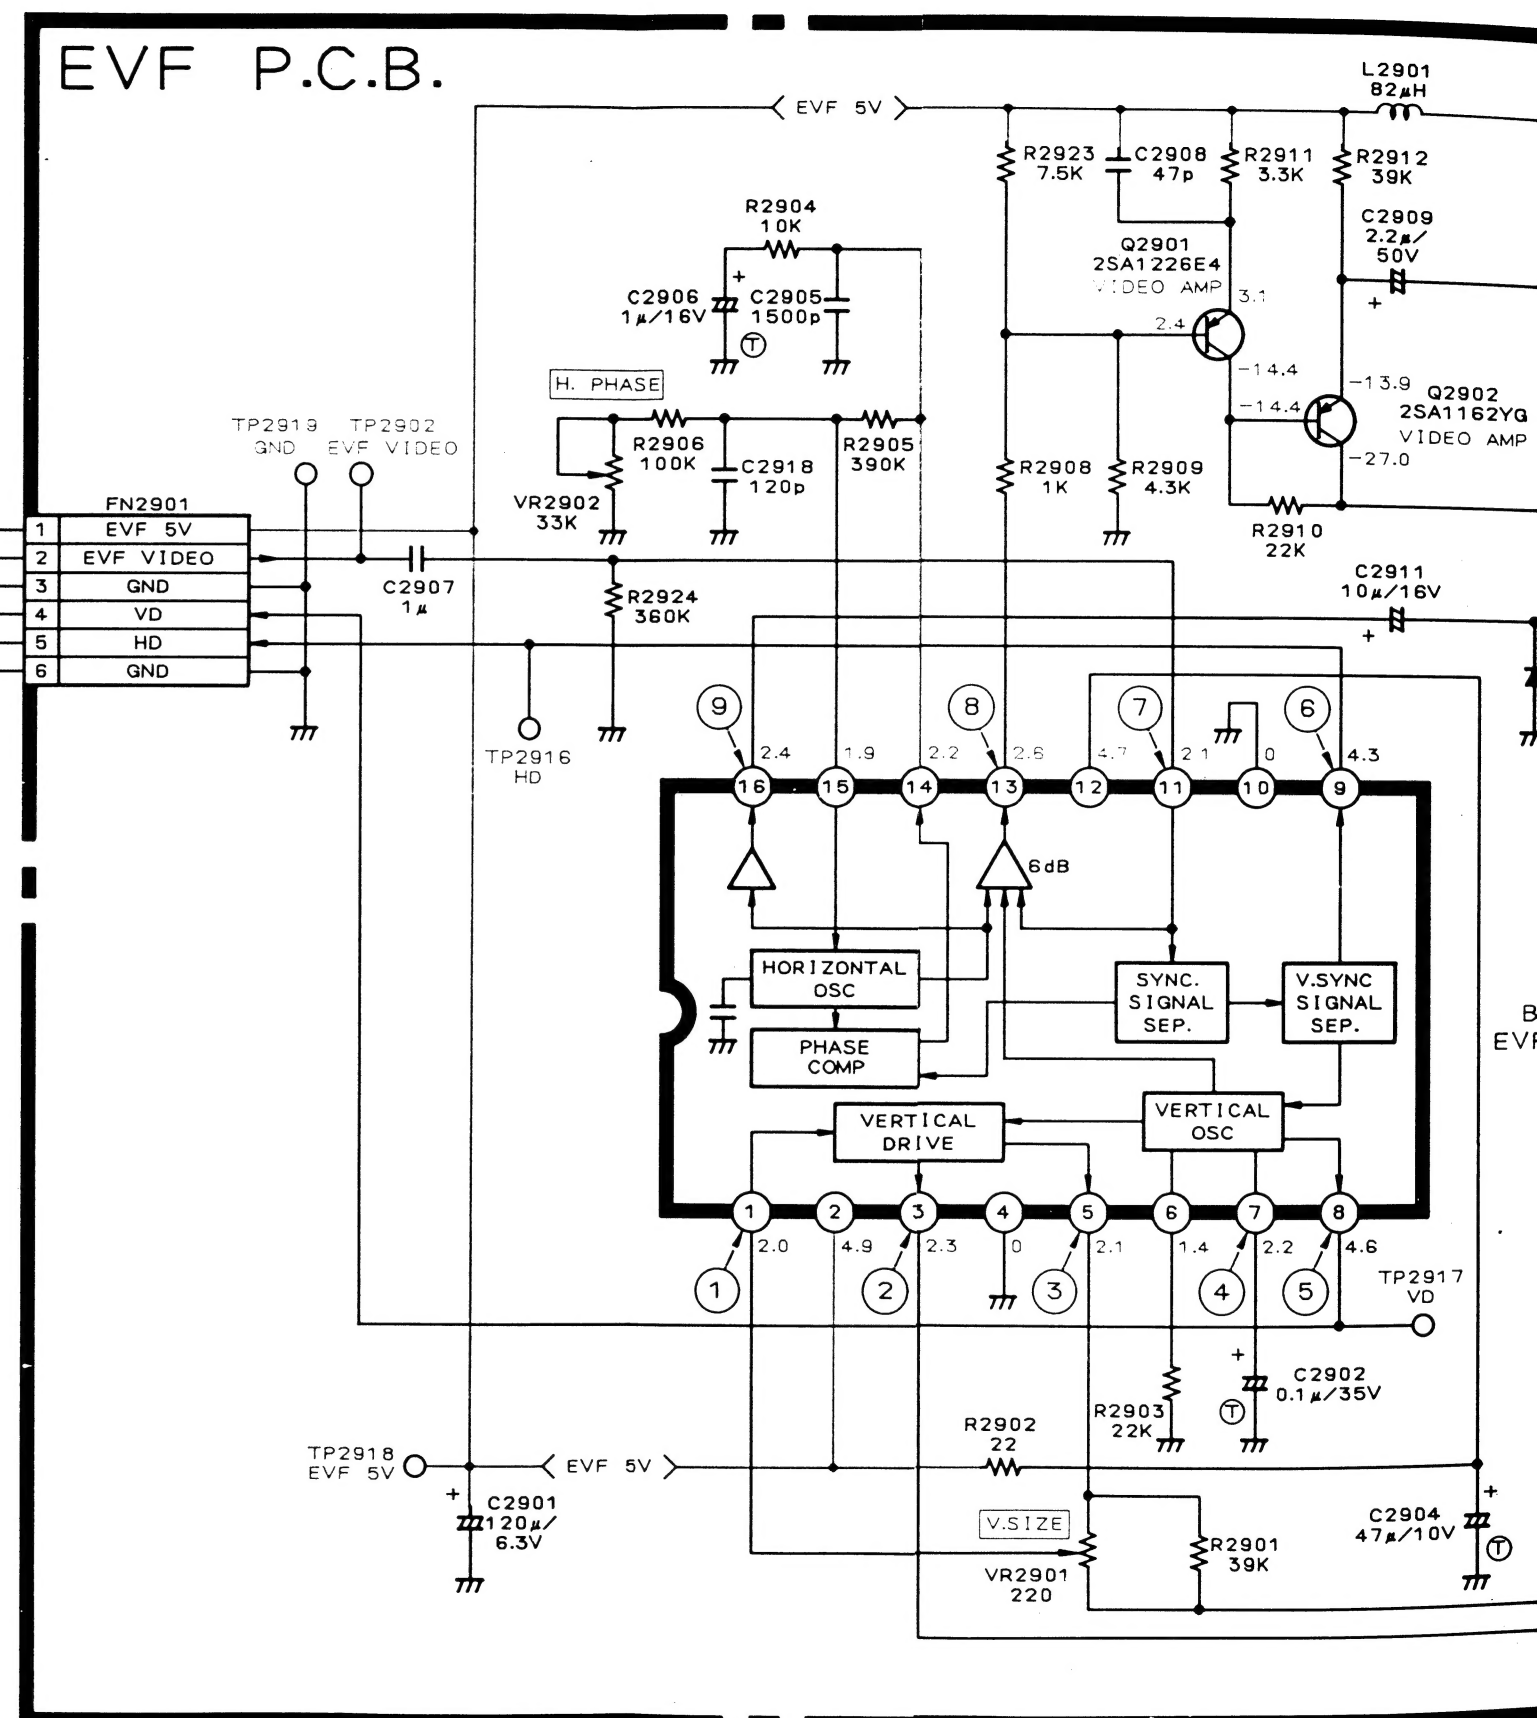 EVF P.C.B.
L2901
82μH
EVF 5V
R2923
7.5K
C2908
47p
R2911
3.3K
R2912
39K
R2904
10K
C2909
2.2μ/
50V
Q2901
2SA1226E4
VIDEO AMP
3.1
+
C2906
1μ/16V
T
C2905
1500p
+
2.4
-14.4
H. PHASE
-14.4
-13.9
Q2902
2SA1162YG
VIDEO AMP
-27.0
TP2919
GND
TP2902
EVF VIDEO
R2906
100K
R2905
390K
C2918
120p
VR2902
33K
R2908
1K
R2909
4.3K
R2910
22K
FN2901
1 EVF 5V
2 EVF VIDEO
3 GND
4 VD
5 HD
6 GND
C2907
1μ
R2924
360K
C2911
10μ/16V
+
TP2916
HD
9 8 7 6
2.4 1.9 2.2 2.6 4.7 2.1 0 4.3
16 15 14 13 12 11 10 9
6dB
HORIZONTAL
OSC
SYNC.
SIGNAL
SEP.
V.SYNC
SIGNAL
SEP.
PHASE
COMP
B
EVF
VERTICAL
DRIVE
VERTICAL
OSC
1 2 3 4 5 6 7 8
2.0 4.9 2.3 0 2.1 1.4 2.2 4.6
1 2 3 4 5
TP2917
VD
+
C2902
0.1μ/35V
T
R2903
22K
R2902
22
TP2918
EVF 5V
EVF 5V
+
C2901
120μ/
6.3V
V.SIZE
VR2901
220
R2901
39K
+
C2904
47μ/10V
T